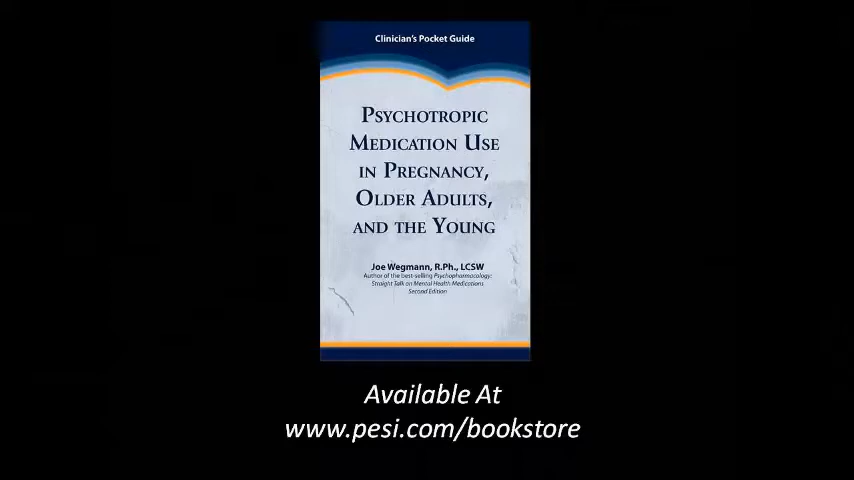 Clinician's Pocket Guide
PSYCHOTROPIC
MEDICATION USE
IN PREGNANCY,
OLDER ADULTS,
AND THE YOUNG
Joe Wegmann, R.Ph., LCSW
Author of the best-selling Psychopharmacology:
Straight Talk on Mental Health Medications
Second Edition
Available At
www.pesi.com/bookstore